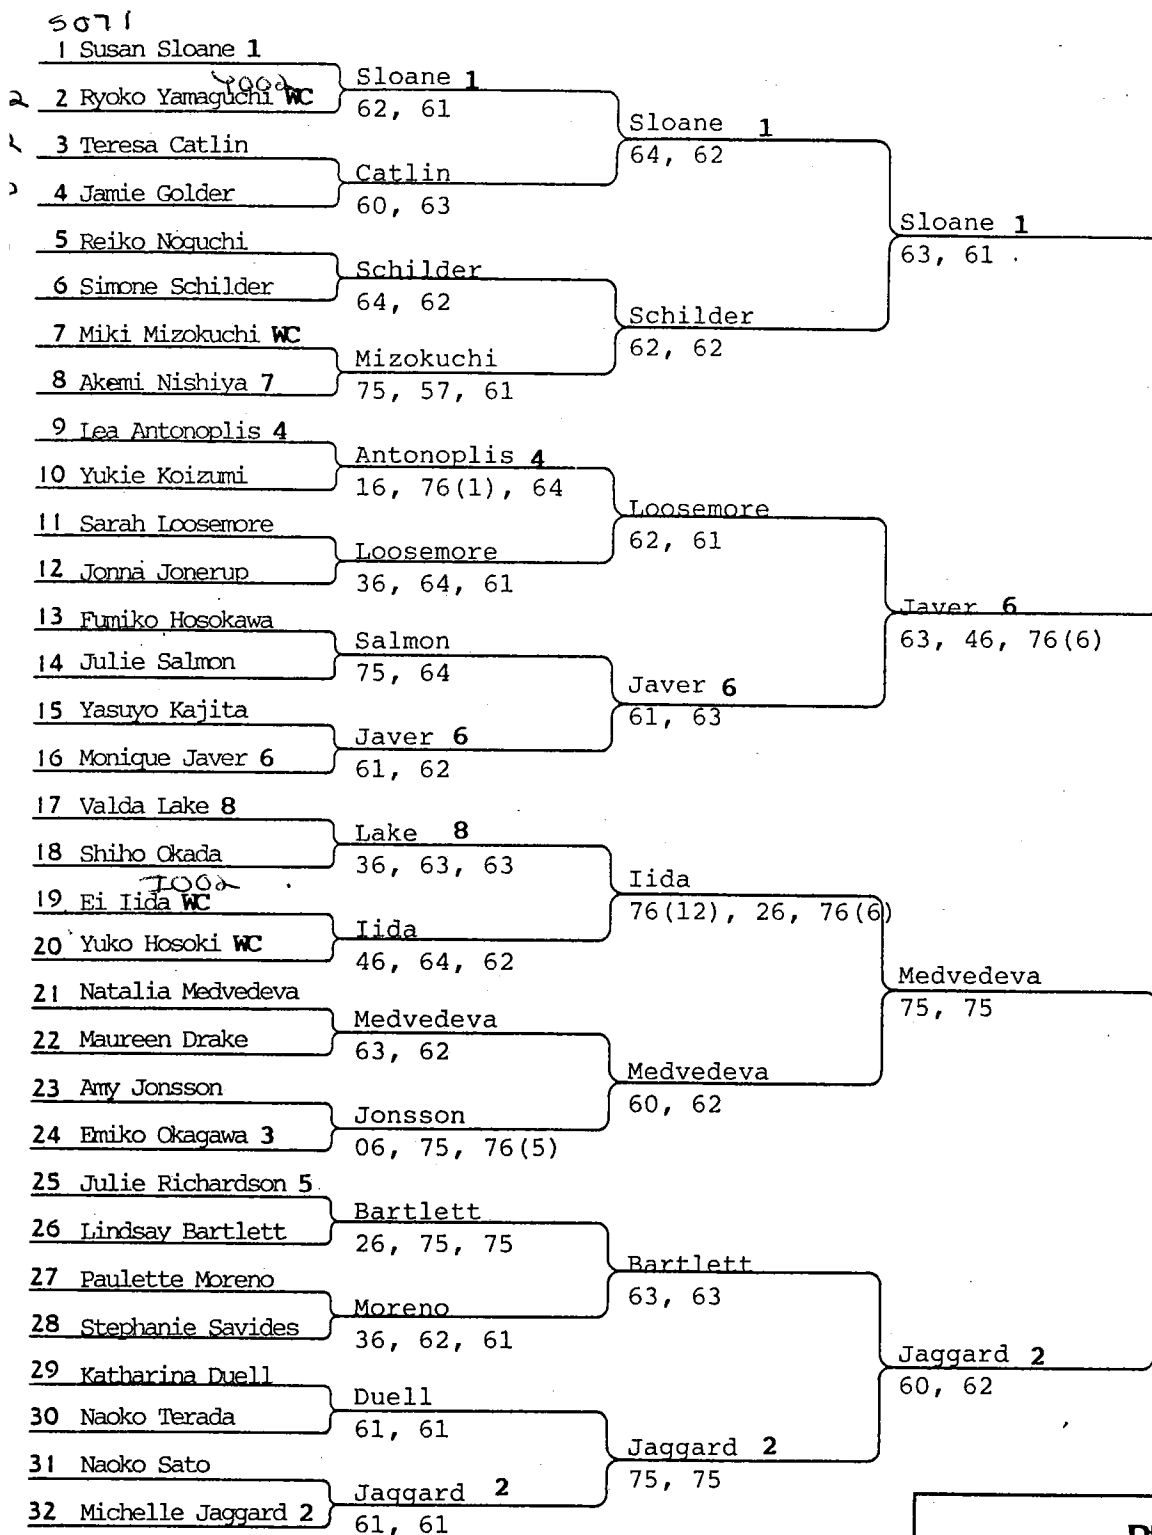 5071
1 Susan Sloane 1
Y002
2 Ryoko Yamaguchi WC
3 Teresa Catlin
4 Jamie Golder
5 Reiko Noguchi
6 Simone Schilder
7 Miki Mizokuchi WC
8 Akemi Nishiya 7
9 Lea Antonoplis 4
10 Yukie Koizumi
11 Sarah Loosemore
12 Jonna Jonerup
13 Fumiko Hosokawa
14 Julie Salmon
15 Yasuyo Kajita
16 Monique Javer 6
17 Valda Lake 8
18 Shiho Okada
I002
19 Ei Iida WC
20 Yuko Hosoki WC
21 Natalia Medvedeva
22 Maureen Drake
23 Amy Jonsson
24 Emiko Okagawa 3
25 Julie Richardson 5
26 Lindsay Bartlett
27 Paulette Moreno
28 Stephanie Savides
29 Katharina Duell
30 Naoko Terada
31 Naoko Sato
32 Michelle Jaggard 2
Sloane 1
62, 61
Catlin
60, 63
Schilder
64, 62
Mizokuchi
75, 57, 61
Antonoplis 4
16, 76(1), 64
Loosemore
36, 64, 61
Salmon
75, 64
Javer 6
61, 62
Lake 8
36, 63, 63
Iida
46, 64, 62
Medvedeva
63, 62
Jonsson
06, 75, 76(5)
Bartlett
26, 75, 75
Moreno
36, 62, 61
Duell
61, 61
Jaggard 2
61, 61
Sloane 1
64, 62
Schilder
62, 62
Loosemore
62, 61
Javer 6
61, 63
Iida
76(12), 26, 76(6)
Medvedeva
60, 62
Bartlett
63, 63
Jaggard 2
75, 75
Sloane 1
63, 61
Javer 6
63, 46, 76(6)
Medvedeva
75, 75
Jaggard 2
60, 62